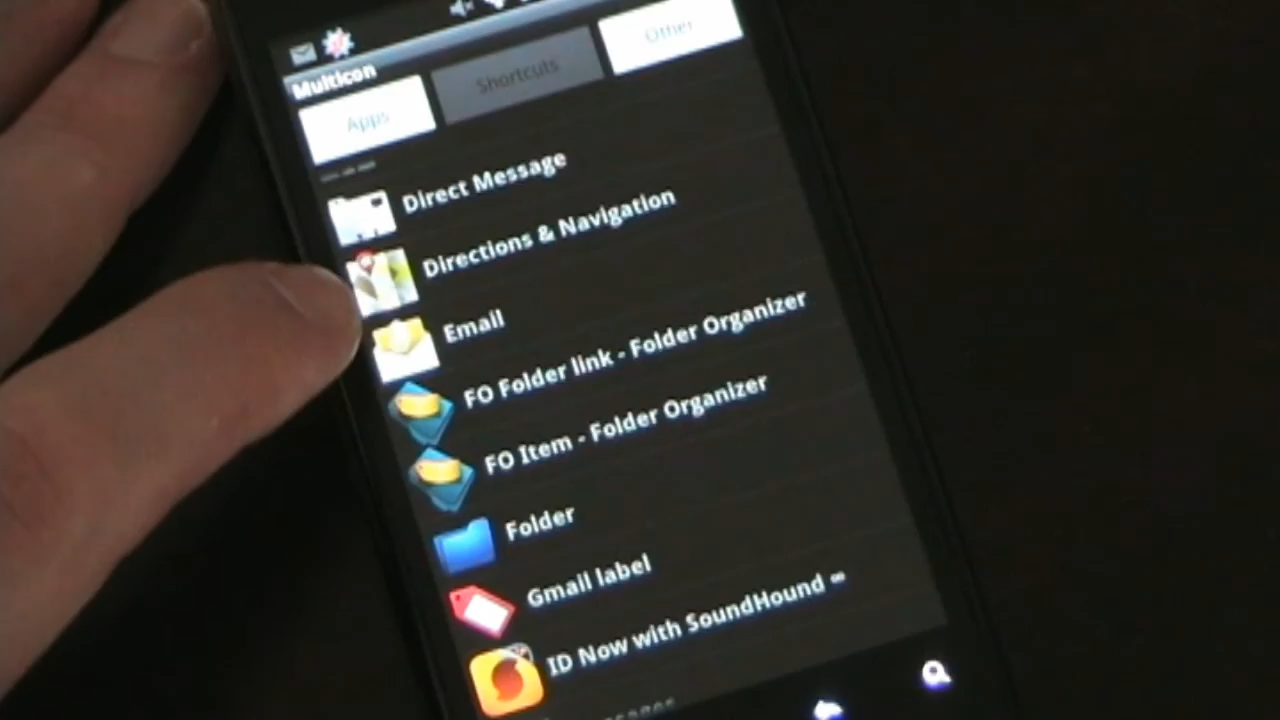 Multicon
Apps
Shortcuts
Other
Direct Message
Directions & Navigation
Email
FO Folder link - Folder Organizer
FO Item - Folder Organizer
Folder
Gmail label
ID Now with SoundHound ∞